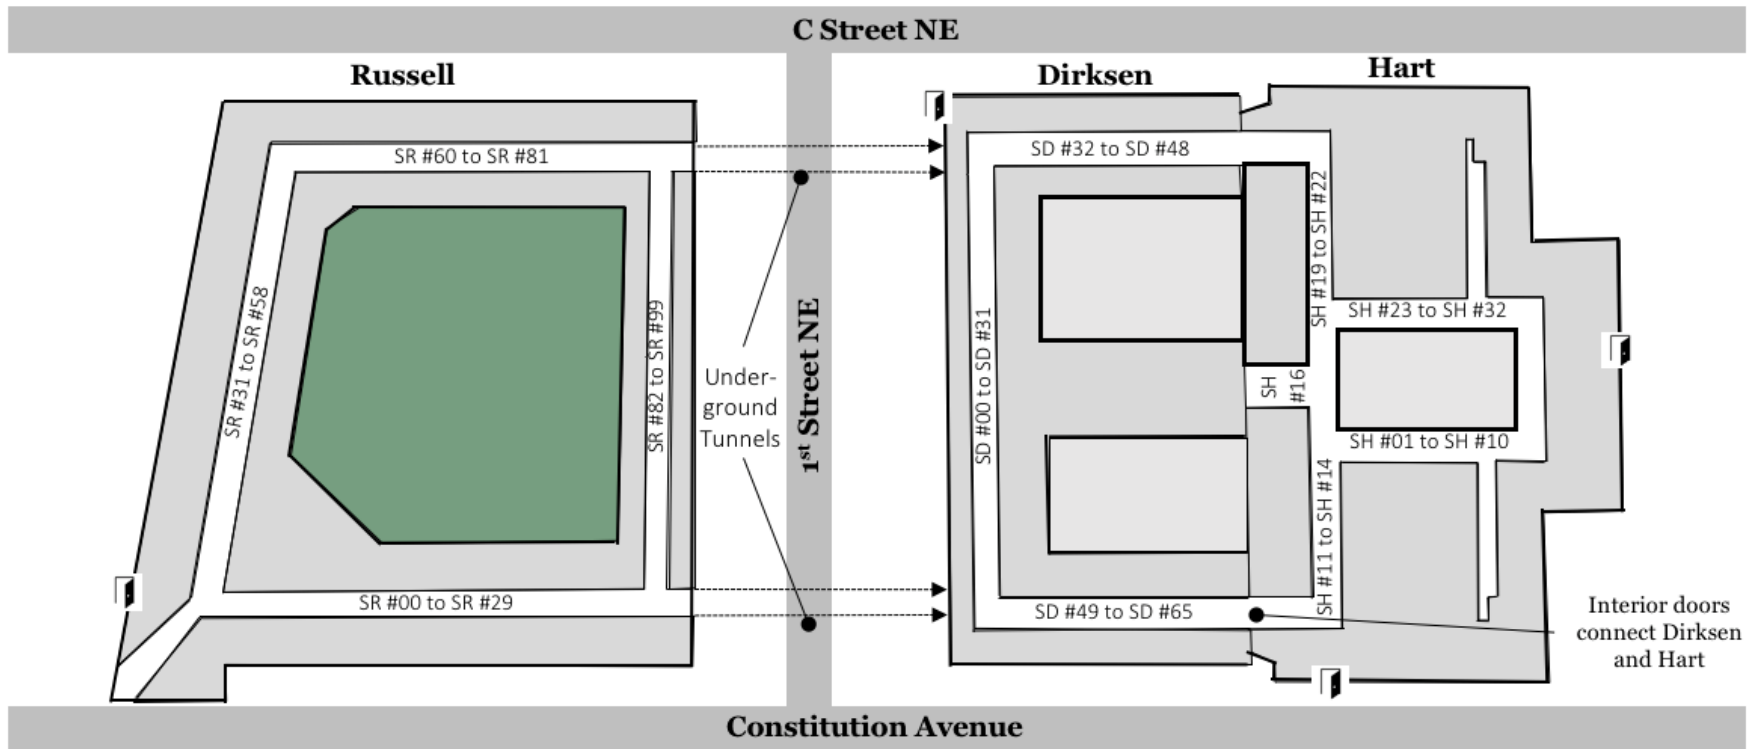 C Street NE
Russell
Dirksen
Hart
SR #60 to SR #81
SD #32 to SD #48
SH #19 to SH #22
SR #31 to SR #58
SR #82 to SR #99
Under-
ground
Tunnels
1st Street NE
SD #00 to SD #31
SH #23 to SH #32
SH
#16
SH #01 to SH #10
SH #11 to SH #14
SR #00 to SR #29
SD #49 to SD #65
Interior doors
connect Dirksen
and Hart
Constitution Avenue